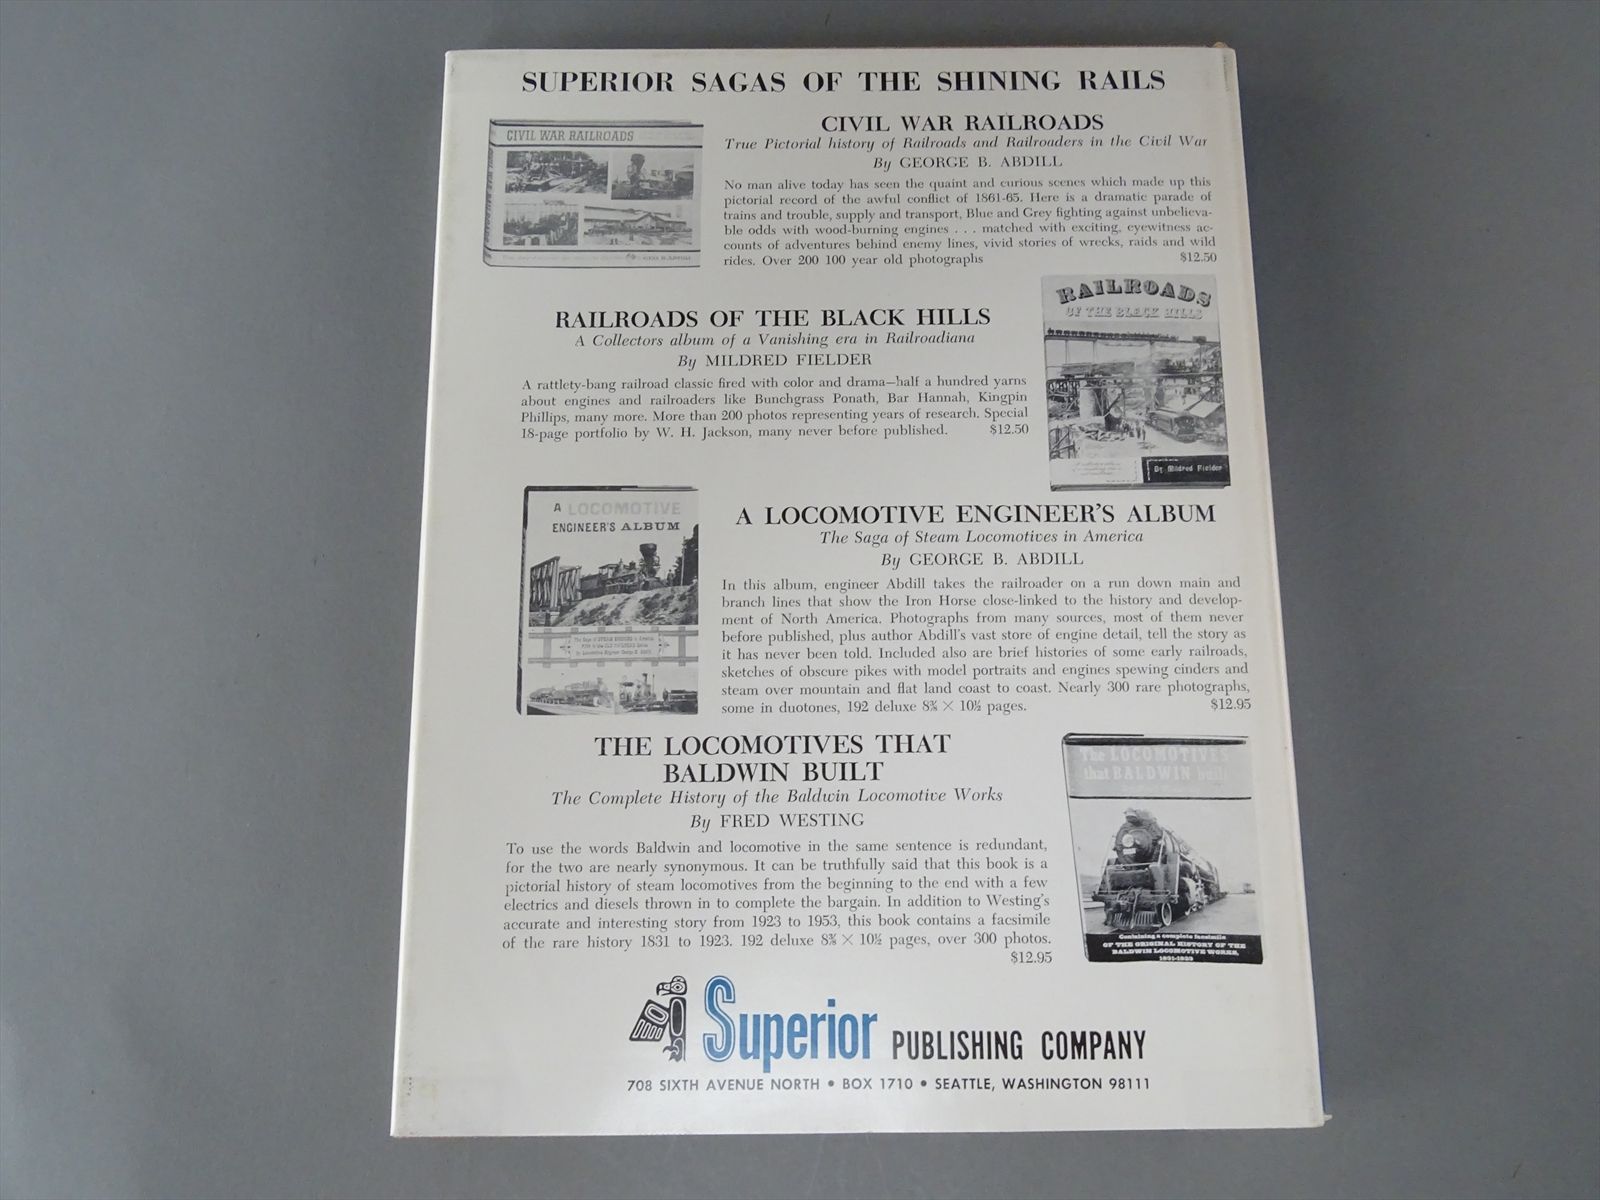 SUPERIOR SAGAS OF THE SHINING RAILS
CIVIL WAR RAILROADS
CIVIL WAR RAILROADS
True Pictorial history of Railroads and Railroaders in the Civil War
By GEORGE B. ABDILL
No man alive today has seen the quaint and curious scenes which made up this
pictorial record of the awful conflict of 1861-65. Here is a dramatic parade of
trains and trouble, supply and transport, Blue and Grey fighting against unbelieva-
ble odds with wood-burning engines . . . matched with exciting, eyewitness ac-
counts of adventures behind enemy lines, vivid stories of wrecks, raids and wild
rides. Over 200 100 year old photographs $12.50
RAILROADS
OF THE BLACK HILLS
By Mildred Fielder
RAILROADS OF THE BLACK HILLS
A Collectors album of a Vanishing era in Railroadiana
By MILDRED FIELDER
A rattlety-bang railroad classic fired with color and drama—half a hundred yarns
about engines and railroaders like Bunchgrass Ponath, Bar Hannah, Kingpin
Phillips, many more. More than 200 photos representing years of research. Special
18-page portfolio by W. H. Jackson, many never before published. $12.50
A LOCOMOTIVE
ENGINEER'S ALBUM
A LOCOMOTIVE ENGINEER'S ALBUM
The Saga of Steam Locomotives in America
By GEORGE B. ABDILL
In this album, engineer Abdill takes the railroader on a run down main and
branch lines that show the Iron Horse close-linked to the history and develop-
ment of North America. Photographs from many sources, most of them never
before published, plus author Abdill's vast store of engine detail, tell the story as
it has never been told. Included also are brief histories of some early railroads,
sketches of obscure pikes with model portraits and engines spewing cinders and
steam over mountain and flat land coast to coast. Nearly 300 rare photographs,
some in duotones, 192 deluxe 8⅜ × 10½ pages. $12.95
THE LOCOMOTIVES THAT
BALDWIN BUILT
The Complete History of the Baldwin Locomotive Works
By FRED WESTING
To use the words Baldwin and locomotive in the same sentence is redundant,
for the two are nearly synonymous. It can be truthfully said that this book is a
pictorial history of steam locomotives from the beginning to the end with a few
electrics and diesels thrown in to complete the bargain. In addition to Westing's
accurate and interesting story from 1923 to 1953, this book contains a facsimile
of the rare history 1831 to 1923. 192 deluxe 8⅜ × 10½ pages, over 300 photos.
$12.95
The LOCOMOTIVES
that BALDWIN built
Containing a complete facsimile
OF THE ORIGINAL HISTORY OF THE
BALDWIN LOCOMOTIVE WORKS,
1831-1923
Superior PUBLISHING COMPANY
708 SIXTH AVENUE NORTH • BOX 1710 • SEATTLE, WASHINGTON 98111